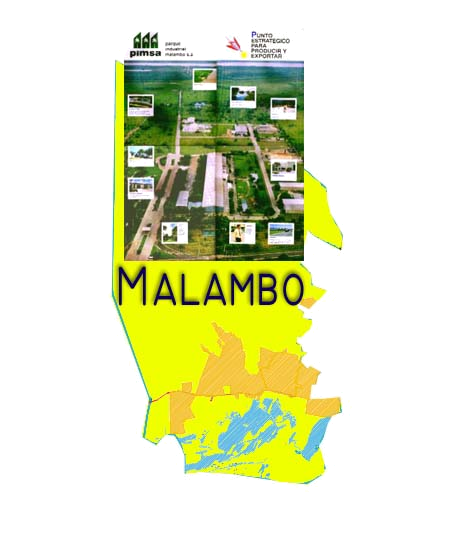 pimsa
parque
industrial
malambo s.a
PUNTO
ESTRATEGICO
PARA
PRODUCIR Y
EXPORTAR
MALAMBO